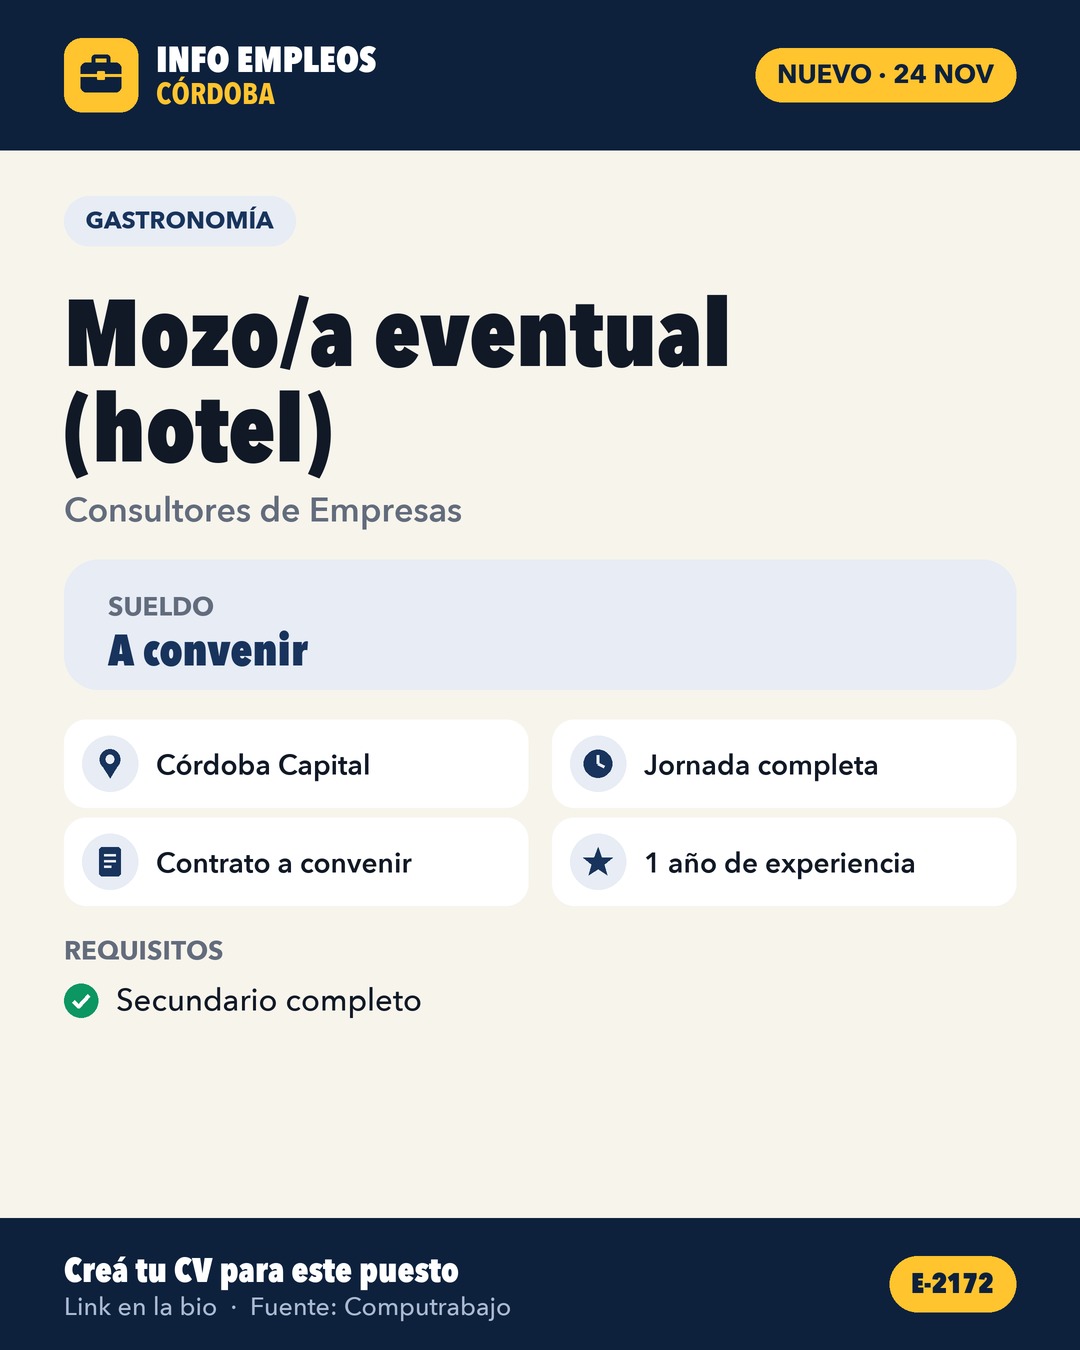 INFO EMPLEOS
CÓRDOBA
NUEVO · 24 NOV
GASTRONOMÍA
Mozo/a eventual
(hotel)
Consultores de Empresas
SUELDO
A convenir
Córdoba Capital
Jornada completa
Contrato a convenir
1 año de experiencia
REQUISITOS
Secundario completo
Creá tu CV para este puesto
Link en la bio · Fuente: Computrabajo
E-2172